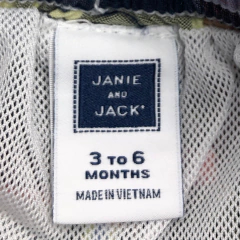 JANIE
AND
JACK®
3 TO 6
MONTHS
MADE IN VIETNAM